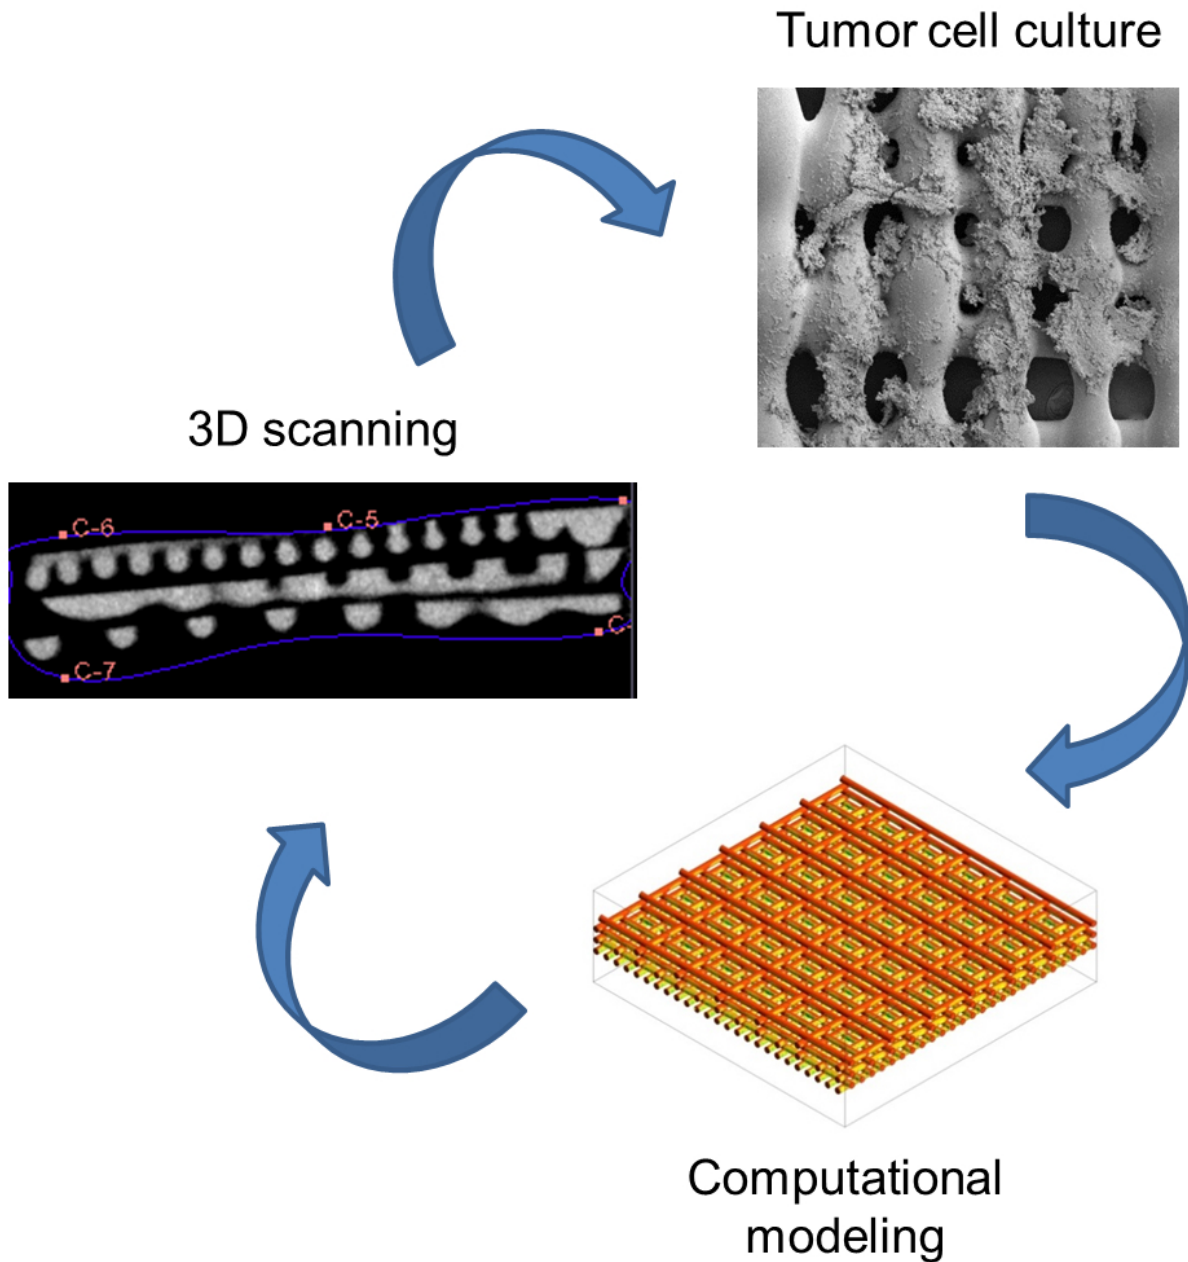 Tumor cell culture
3D scanning
C-6
C-5
C-
C-7
Computational
modeling